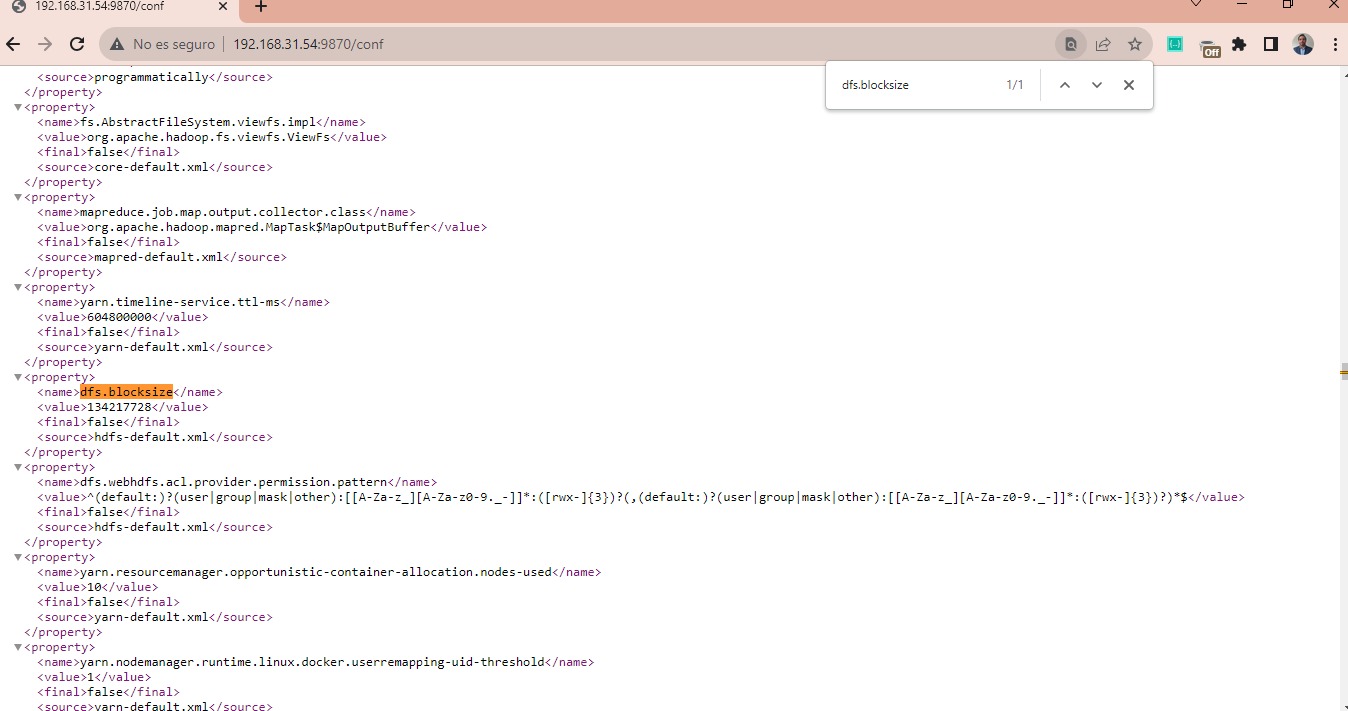 192.168.31.54:9870/conf
No es seguro 192.168.31.54:9870/conf
Off
dfs.blocksize 1/1
<source>programmatically</source>
</property>
<property>
<name>fs.AbstractFileSystem.viewfs.impl</name>
<value>org.apache.hadoop.fs.viewfs.ViewFs</value>
<final>false</final>
<source>core-default.xml</source>
</property>
<property>
<name>mapreduce.job.map.output.collector.class</name>
<value>org.apache.hadoop.mapred.MapTask$MapOutputBuffer</value>
<final>false</final>
<source>mapred-default.xml</source>
</property>
<property>
<name>yarn.timeline-service.ttl-ms</name>
<value>604800000</value>
<final>false</final>
<source>yarn-default.xml</source>
</property>
<property>
<name>dfs.blocksize</name>
<value>134217728</value>
<final>false</final>
<source>hdfs-default.xml</source>
</property>
<property>
<name>dfs.webhdfs.acl.provider.permission.pattern</name>
<value>^(default:)?(user|group|mask|other):[[A-Za-z_][A-Za-z0-9._-]]*:([rwx-]{3})?(,(default:)?(user|group|mask|other):[[A-Za-z_][A-Za-z0-9._-]]*:([rwx-]{3})?)*$</value>
<final>false</final>
<source>hdfs-default.xml</source>
</property>
<property>
<name>yarn.resourcemanager.opportunistic-container-allocation.nodes-used</name>
<value>10</value>
<final>false</final>
<source>yarn-default.xml</source>
</property>
<property>
<name>yarn.nodemanager.runtime.linux.docker.userremapping-uid-threshold</name>
<value>1</value>
<final>false</final>
<source>yarn-default.xml</source>